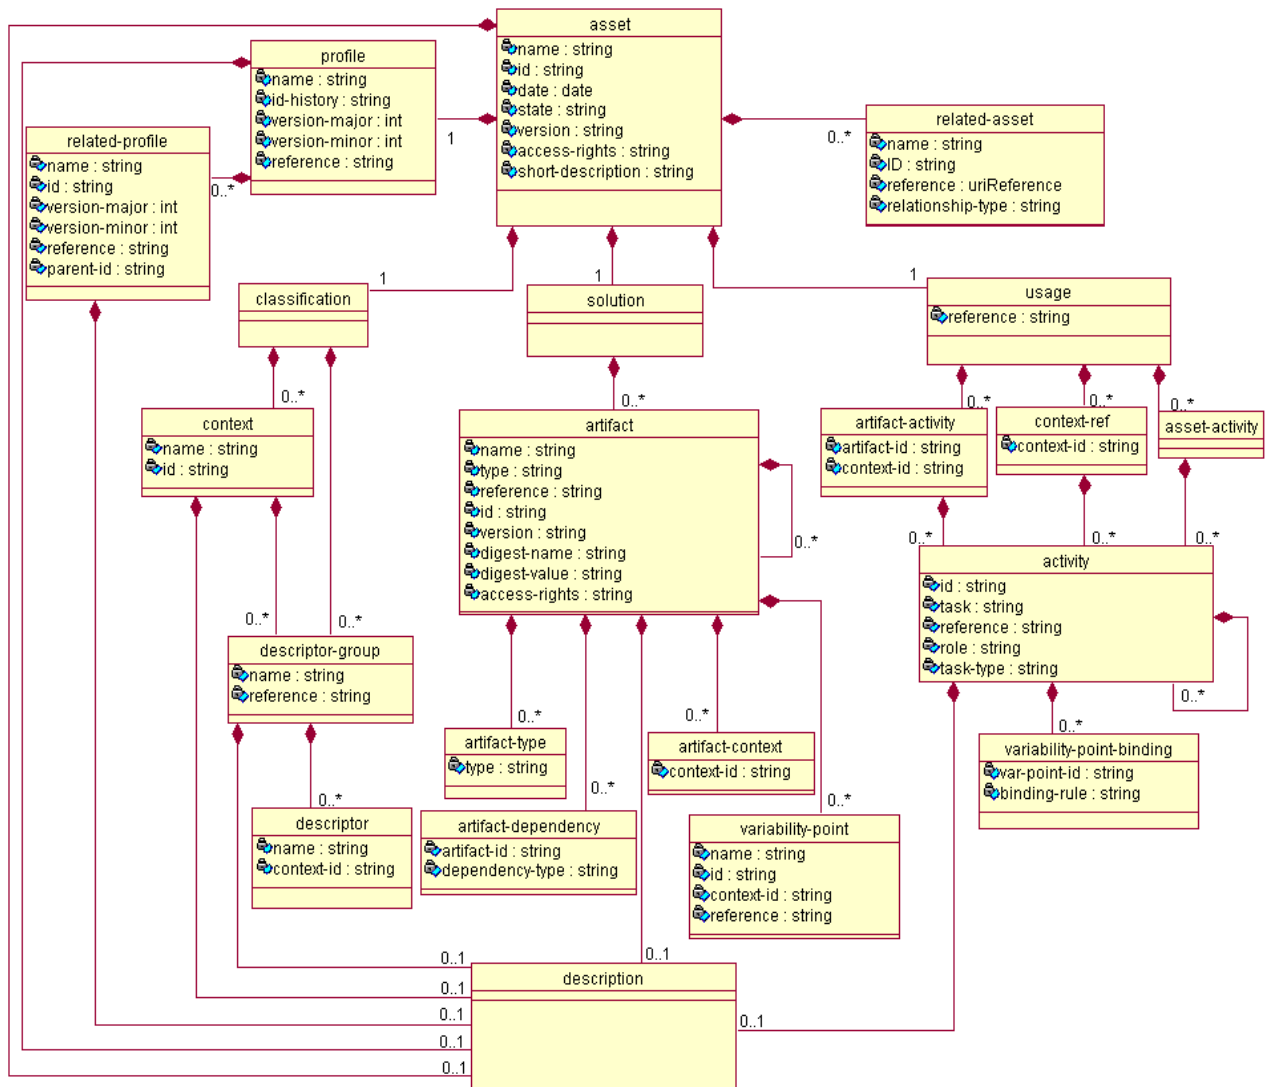 asset
name : string
id : string
date : date
state : string
version : string
access-rights : string
short-description : string
profile
name : string
id-history : string
version-major : int
version-minor : int
reference : string
1
related-asset
name : string
ID : string
reference : uriReference
relationship-type : string
0..*
related-profile
name : string
id : string
version-major : int
version-minor : int
reference : string
parent-id : string
0..*
1
1
1
classification
solution
usage
reference : string
0..*
0..*
0..*
0..*
0..*
context
name : string
id : string
artifact
name : string
type : string
reference : string
id : string
version : string
digest-name : string
digest-value : string
access-rights : string
0..*
artifact-activity
artifact-id : string
context-id : string
context-ref
context-id : string
asset-activity
0..*
0..*
0..*
activity
id : string
task : string
reference : string
role : string
task-type : string
0..*
0..*
0..*
descriptor-group
name : string
reference : string
0..*
0..*
0..*
artifact-type
type : string
artifact-context
context-id : string
variability-point-binding
var-point-id : string
binding-rule : string
0..*
0..*
0..*
descriptor
name : string
context-id : string
artifact-dependency
artifact-id : string
dependency-type : string
variability-point
name : string
id : string
context-id : string
reference : string
0..1
0..1
description
0..1
0..1
0..1
0..1
0..1